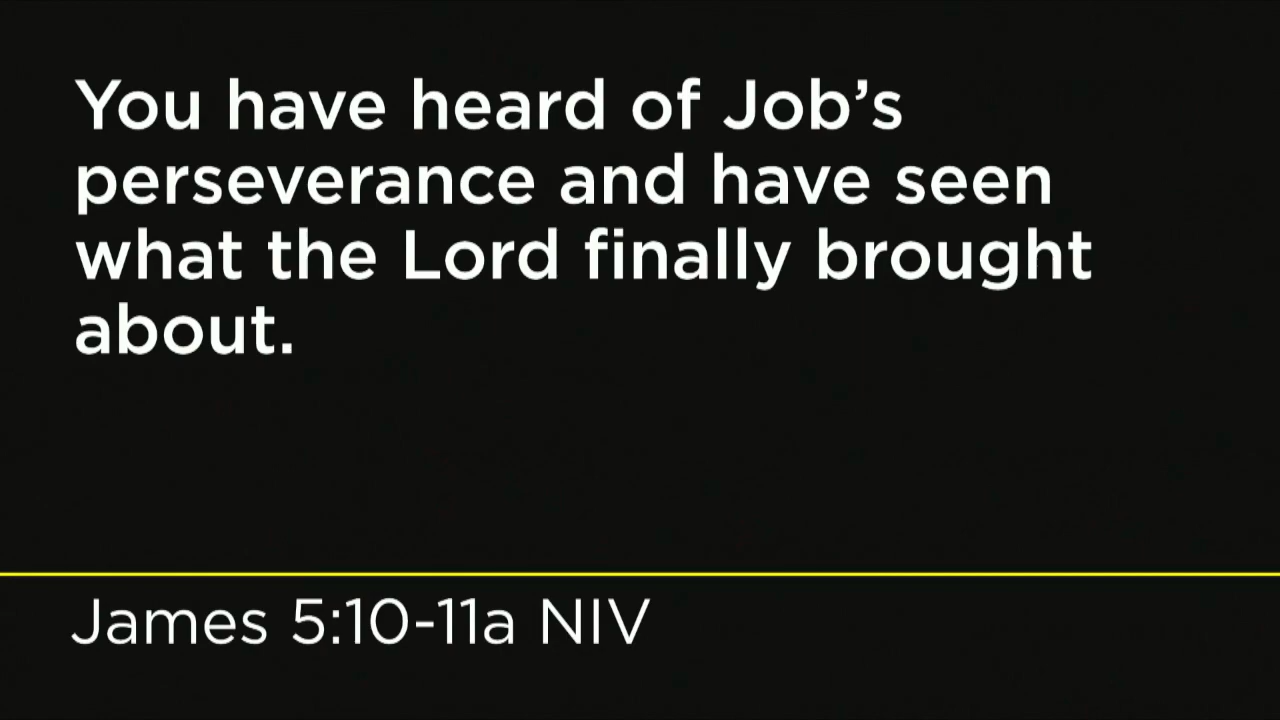 You have heard of Job’s
perseverance and have seen
what the Lord finally brought
about.
James 5:10-11a NIV